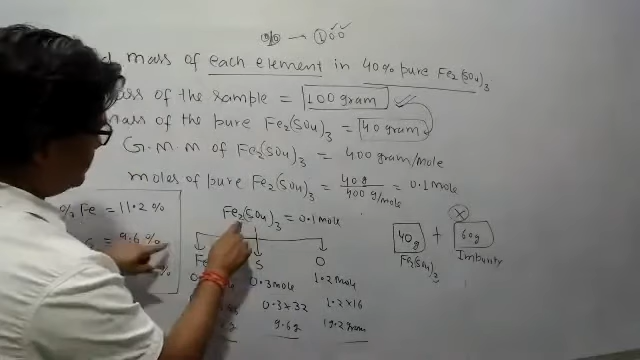 % → 100
mass of each element in 40% pure Fe2(SO4)3
mass of the sample = 100 gram
mass of the pure Fe2(SO4)3 = 40 gram
G.M.M of Fe2(SO4)3 = 400 gram/mole
moles of pure Fe2(SO4)3 = 40 g / 400 g/mole = 0.1 mole
% Fe = 11.2 %
= 9.6 %
%
Fe2(SO4)3 = 0.1 mole
Fe S O
0.3 mole 1.2 mole
0.3 × 32 1.2 × 16
9.6 g 19.2 gram
40 g + 60 g
Fe2(SO4)3 Impurity